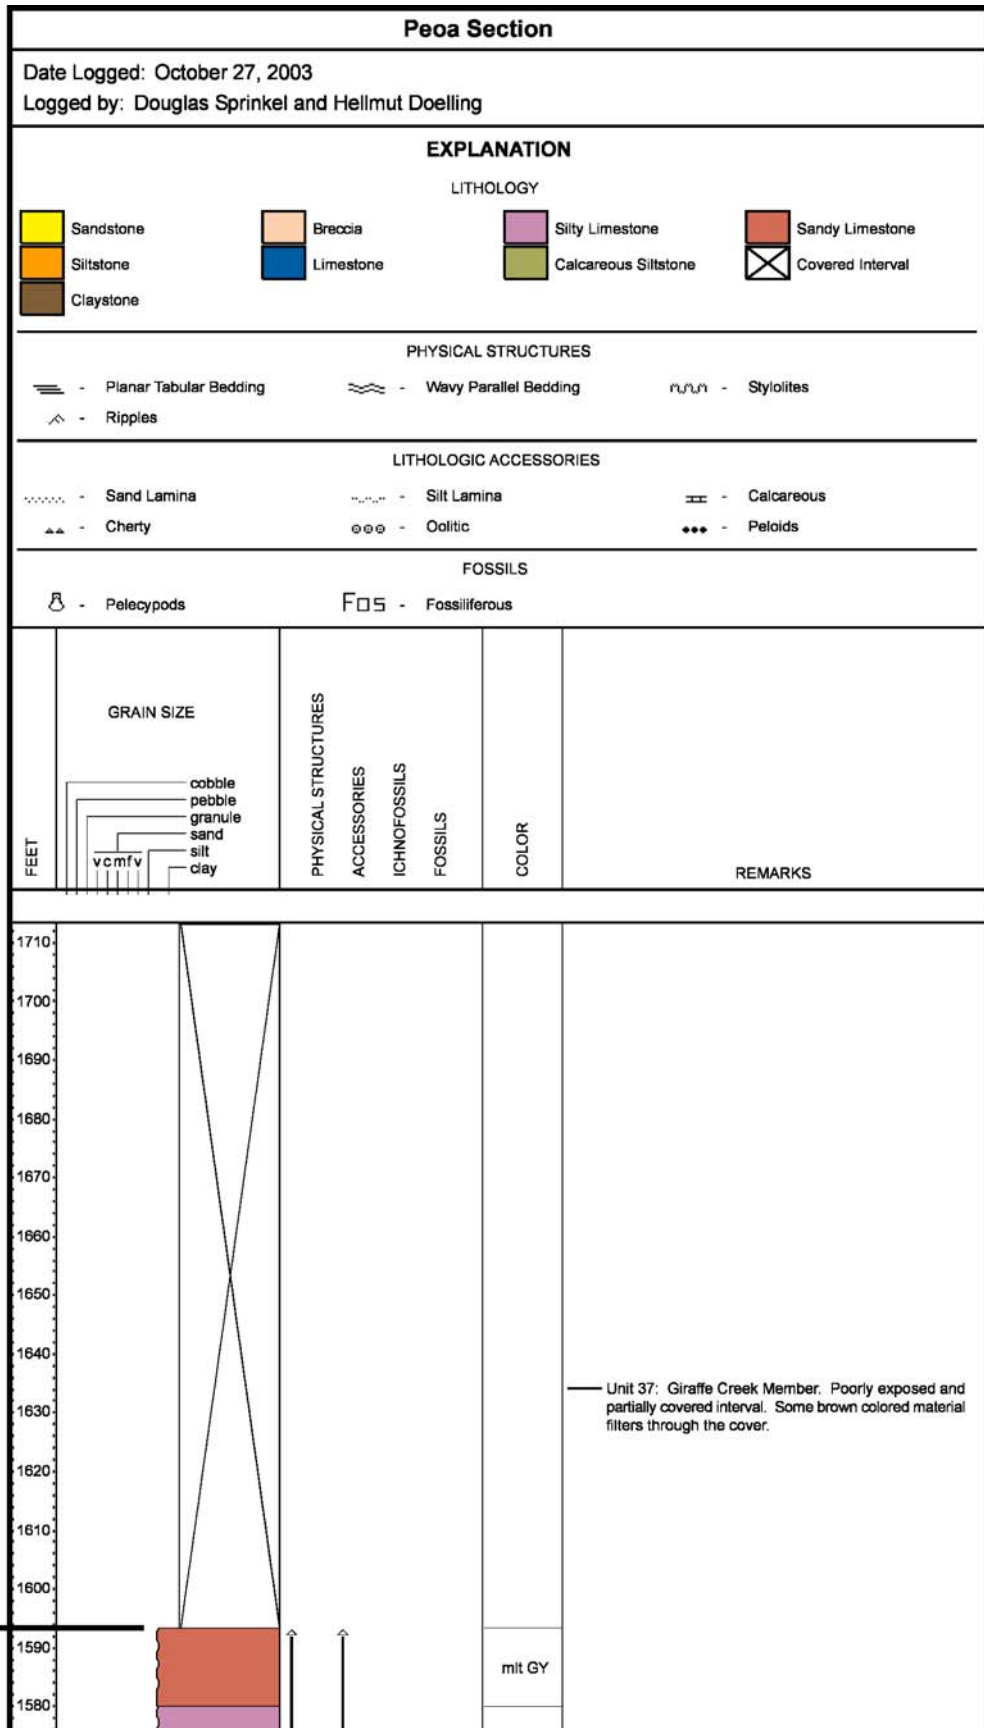 Peoa Section
Date Logged: October 27, 2003
Logged by: Douglas Sprinkel and Hellmut Doelling
EXPLANATION
LITHOLOGY
Sandstone
Breccia
Silty Limestone
Sandy Limestone
Siltstone
Limestone
Calcareous Siltstone
Covered Interval
Claystone
PHYSICAL STRUCTURES
- Planar Tabular Bedding
- Wavy Parallel Bedding
- Stylolites
- Ripples
LITHOLOGIC ACCESSORIES
- Sand Lamina
- Silt Lamina
- Calcareous
- Cherty
- Oolitic
- Peloids
FOSSILS
- Pelecypods
Fos - Fossiliferous
FEET
GRAIN SIZE
cobble
pebble
granule
sand
silt
vcmfv
clay
PHYSICAL STRUCTURES
ACCESSORIES
ICHNOFOSSILS
FOSSILS
COLOR
REMARKS
1710
1700
1690
1680
1670
1660
1650
1640
1630
1620
1610
1600
1590
1580
Unit 37: Giraffe Creek Member. Poorly exposed and
partially covered interval. Some brown colored material
filters through the cover.
mlt GY